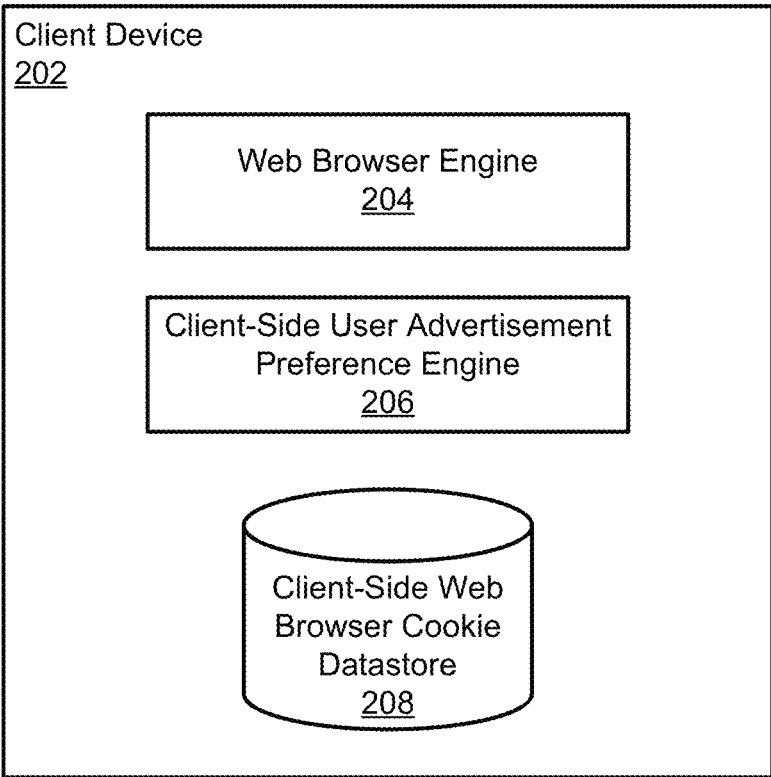 Client Device
202
Web Browser Engine
204
Client-Side User Advertisement
Preference Engine
206
Client-Side Web
Browser Cookie
Datastore
208